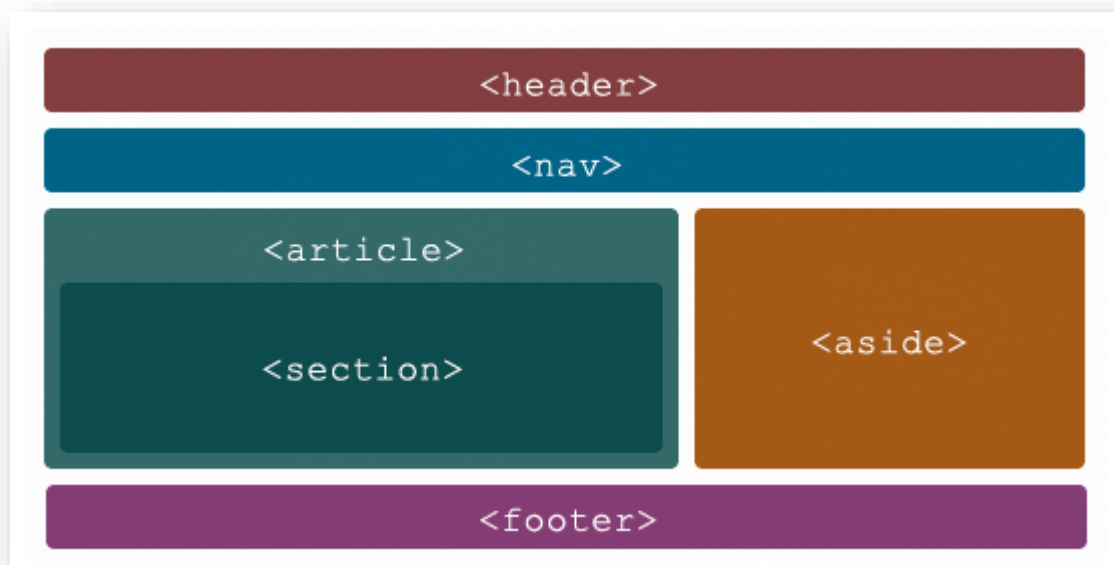 <header>
<nav>
<article>
<section>
<aside>
<footer>